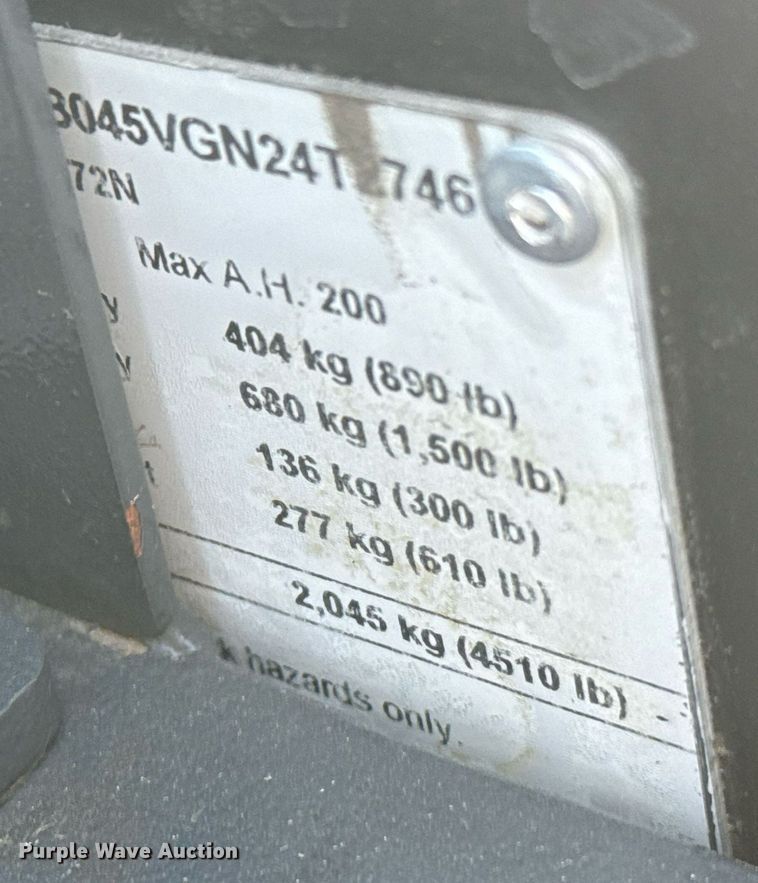 3045VGN24T 746
72N
Max A.H. 200
y 404 kg (890 lb)
y 680 kg (1,500 lb)
136 kg (300 lb)
t 277 kg (610 lb)
2,045 kg (4510 lb)
k hazards only.
Purple Wave Auction